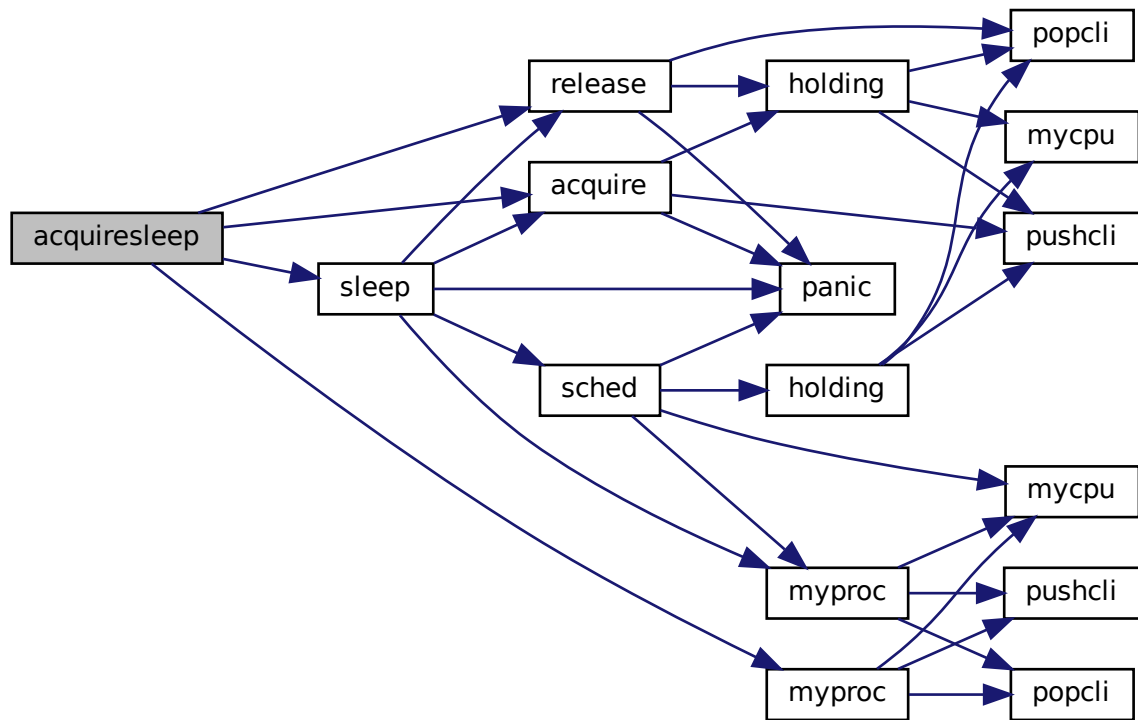 popcli
release
holding
mycpu
acquire
acquiresleep
pushcli
sleep
panic
sched
holding
mycpu
myproc
pushcli
myproc
popcli